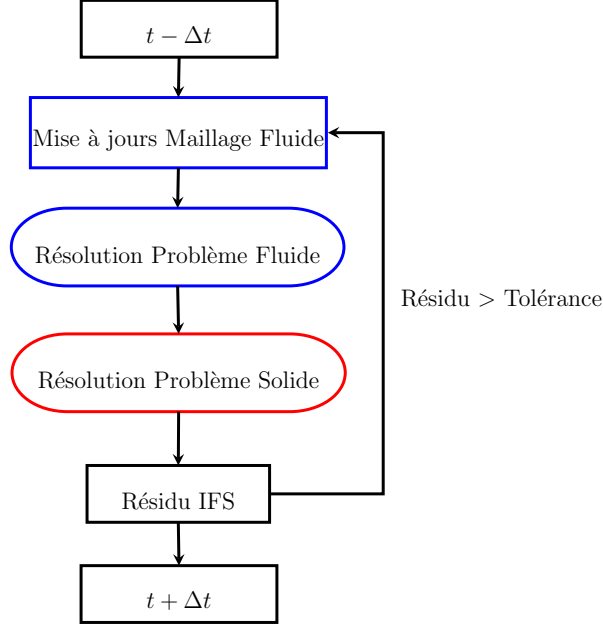 t − Δt
Mise à jours Maillage Fluide
Résolution Problème Fluide
Résidu > Tolérance
Résolution Problème Solide
Résidu IFS
t + Δt